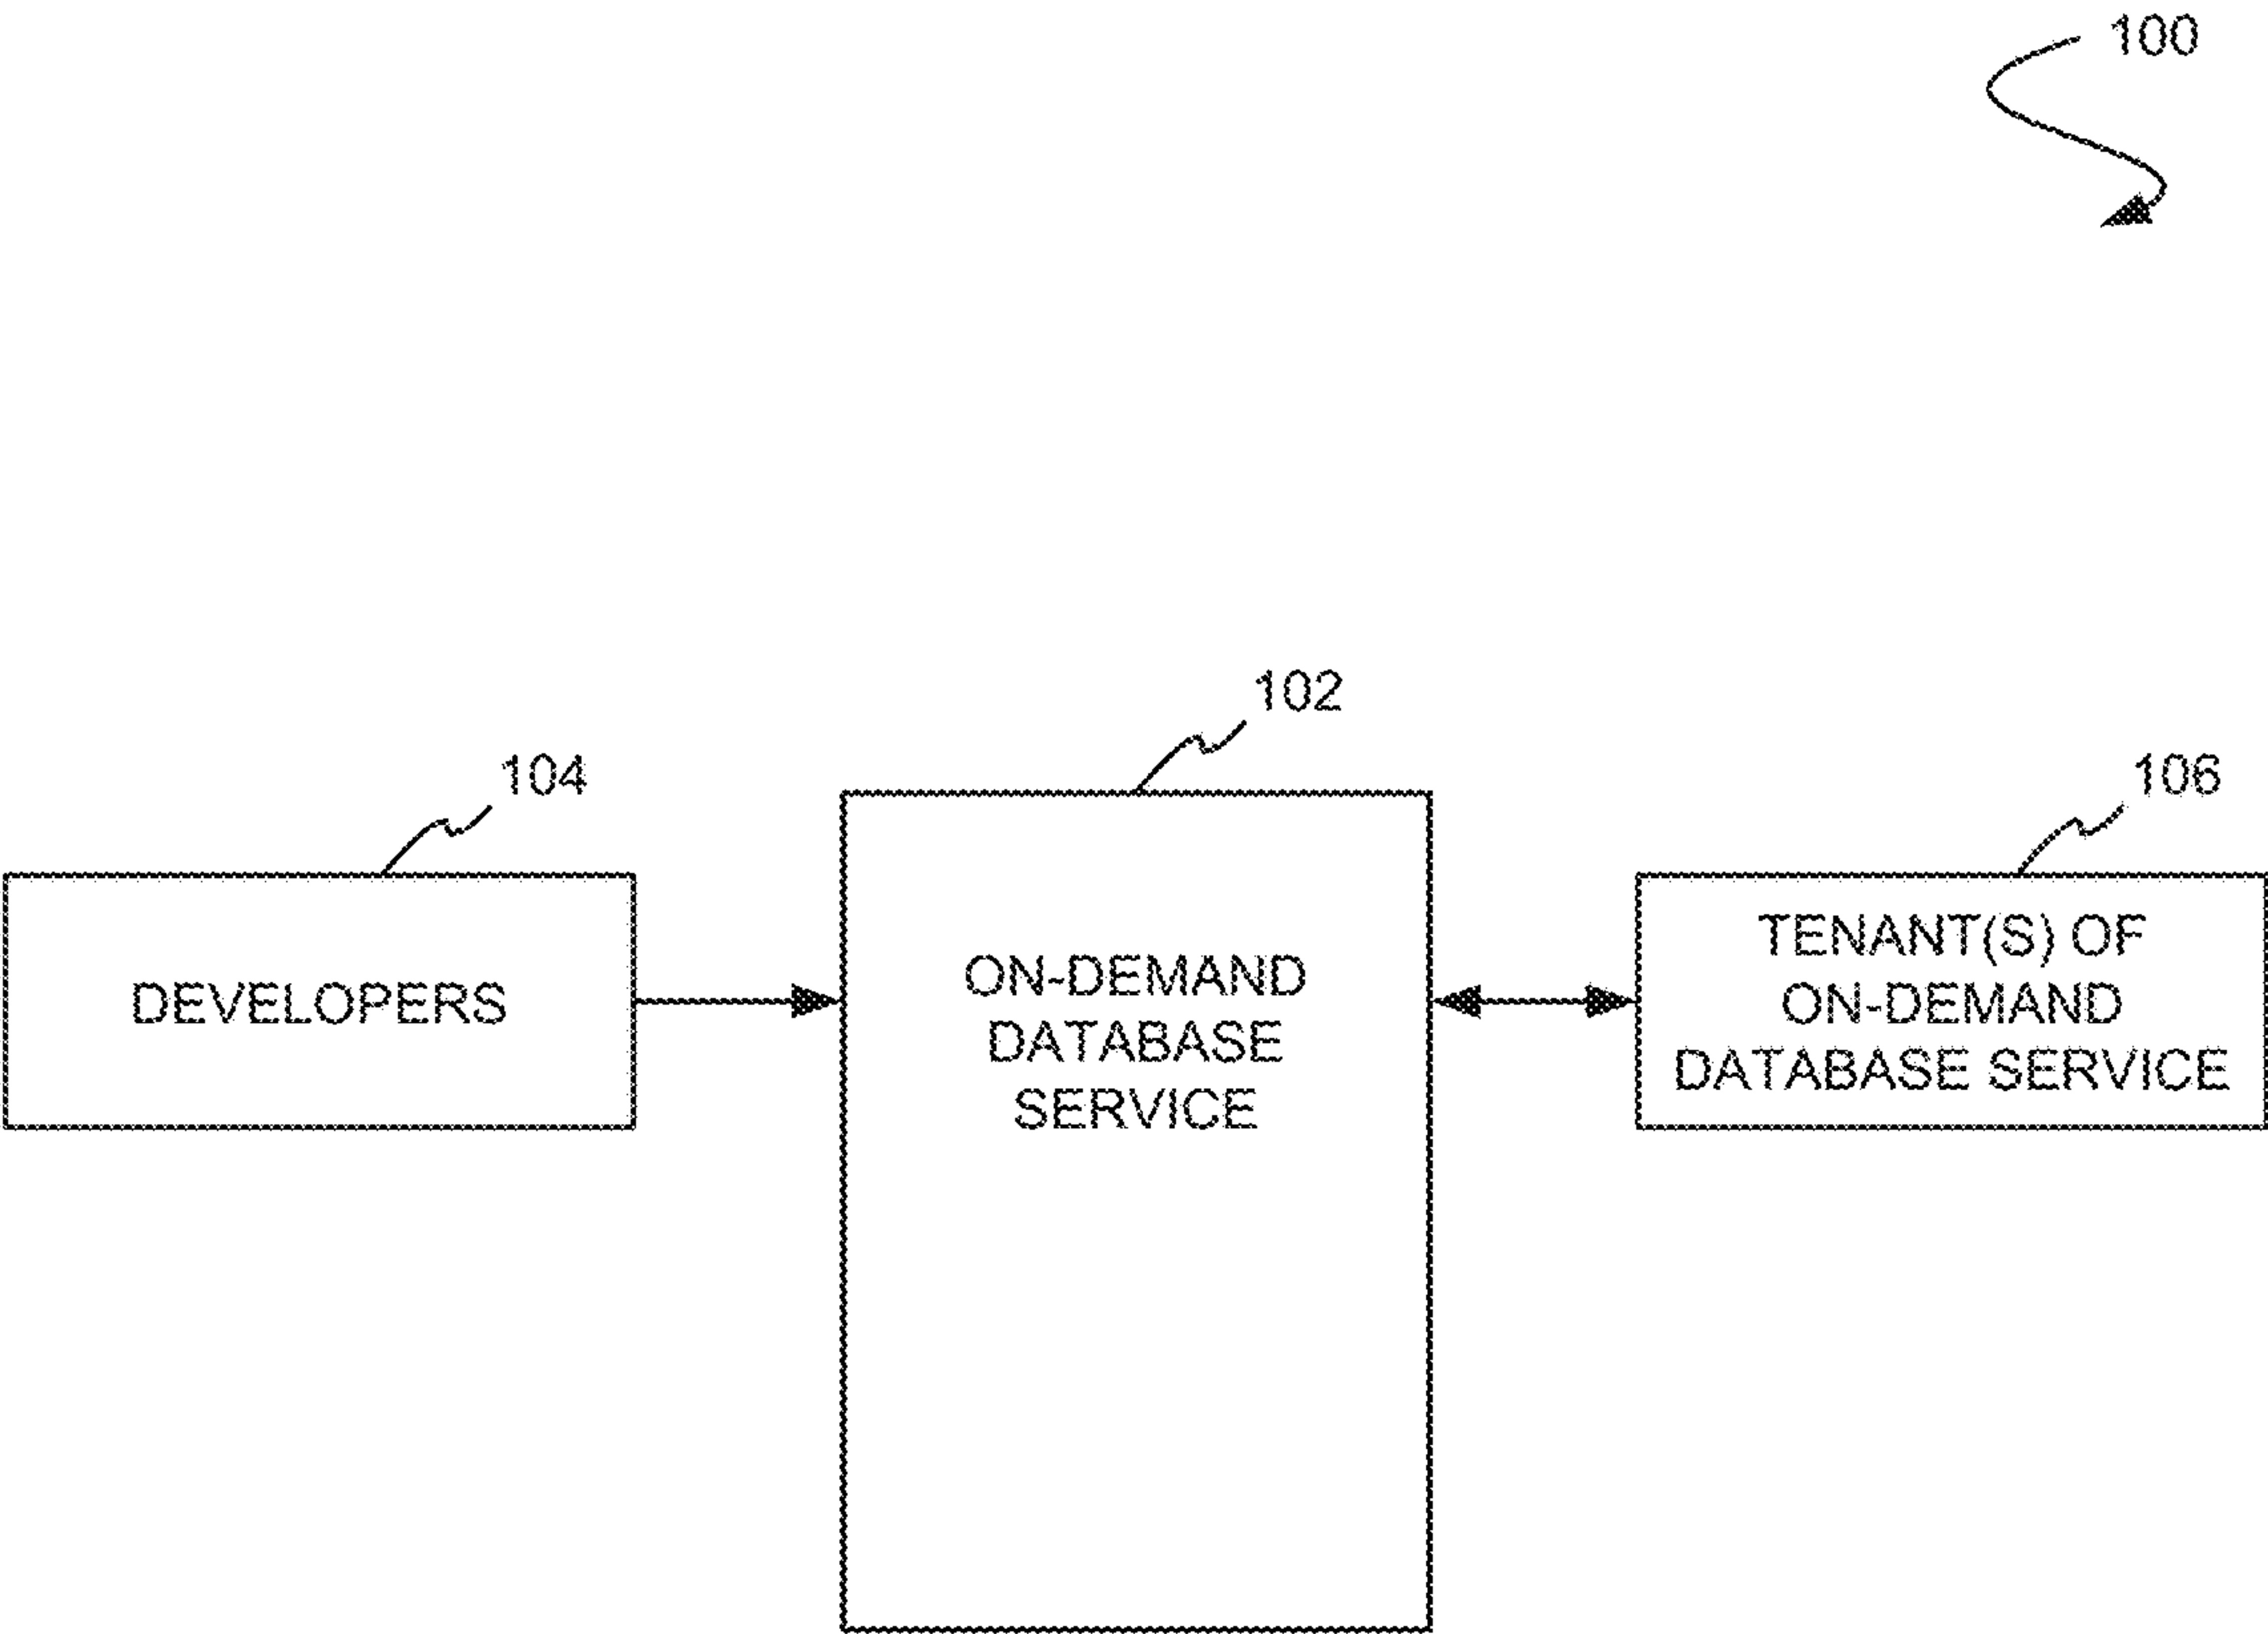 100
102
104
106
DEVELOPERS
ON-DEMAND
DATABASE
SERVICE
TENANT(S) OF
ON-DEMAND
DATABASE SERVICE